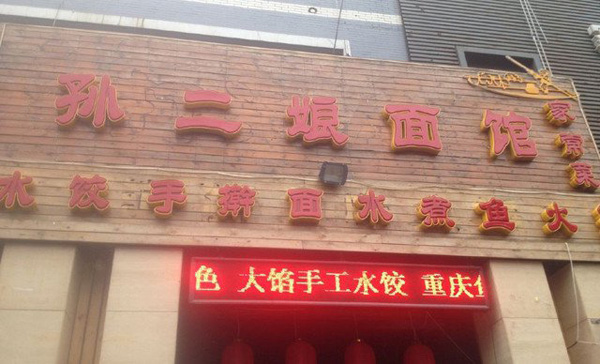 孙二娘面馆
家常菜
水饺手擀面水煮鱼火
色 大馅手工水饺 重庆